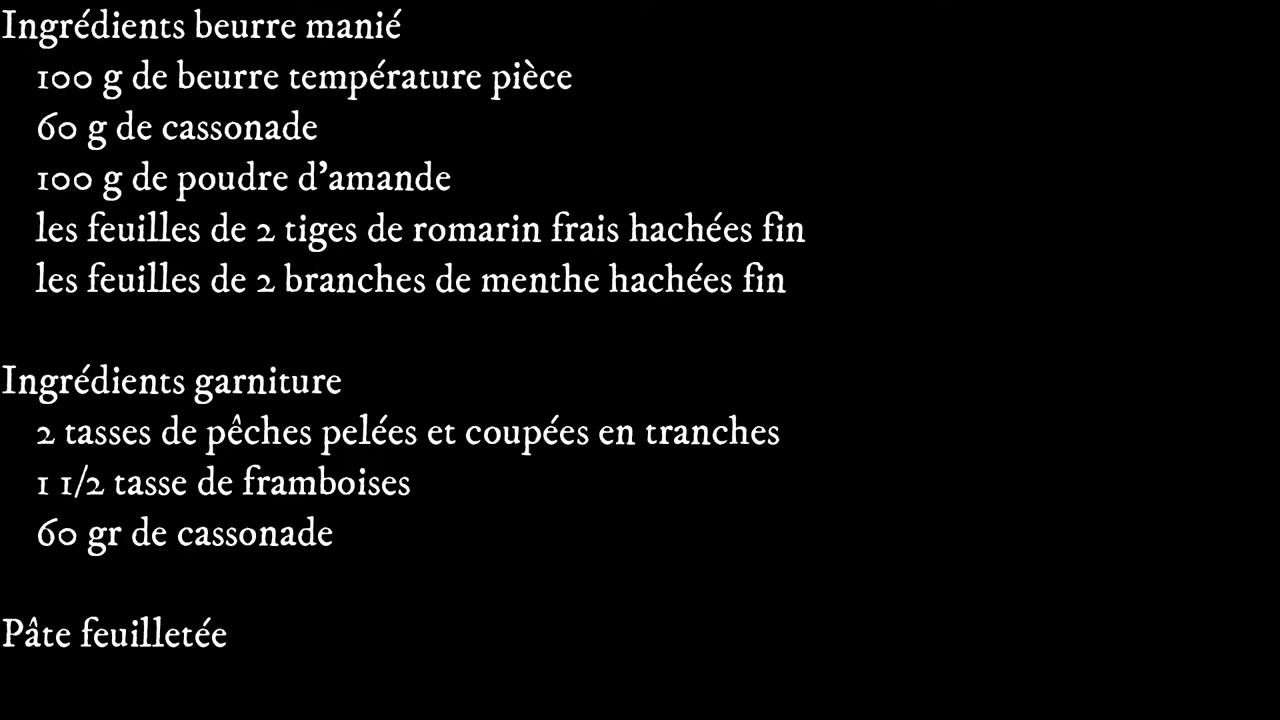 Ingrédients beurre manié
100 g de beurre température pièce
60 g de cassonade
100 g de poudre d’amande
les feuilles de 2 tiges de romarin frais hachées fin
les feuilles de 2 branches de menthe hachées fin
Ingrédients garniture
2 tasses de pêches pelées et coupées en tranches
1 1/2 tasse de framboises
60 gr de cassonade
Pâte feuilletée